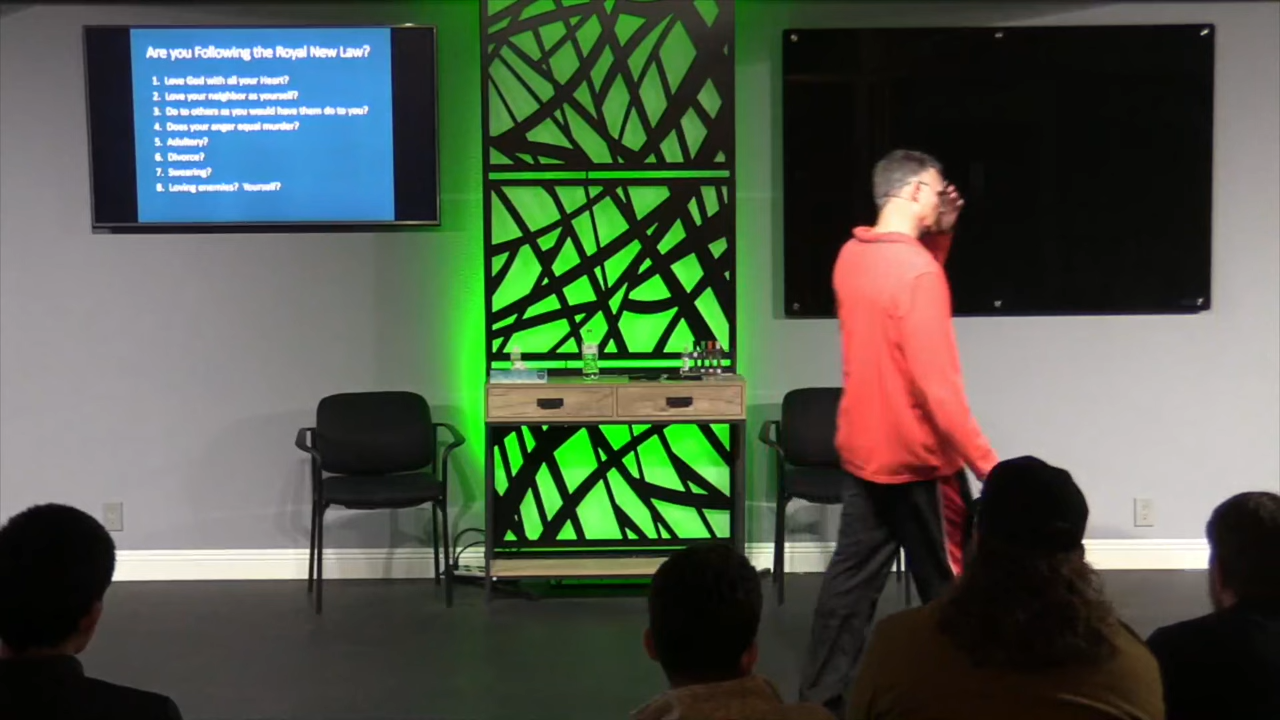 Are you Following the Royal New Law?
1. Love God with all your Heart?
2. Love your neighbor as yourself?
3. Do to others as you would have them do to you?
4. Does your anger equal murder?
5. Adultery?
6. Divorce?
7. Swearing?
8. Loving enemies? Yourself?